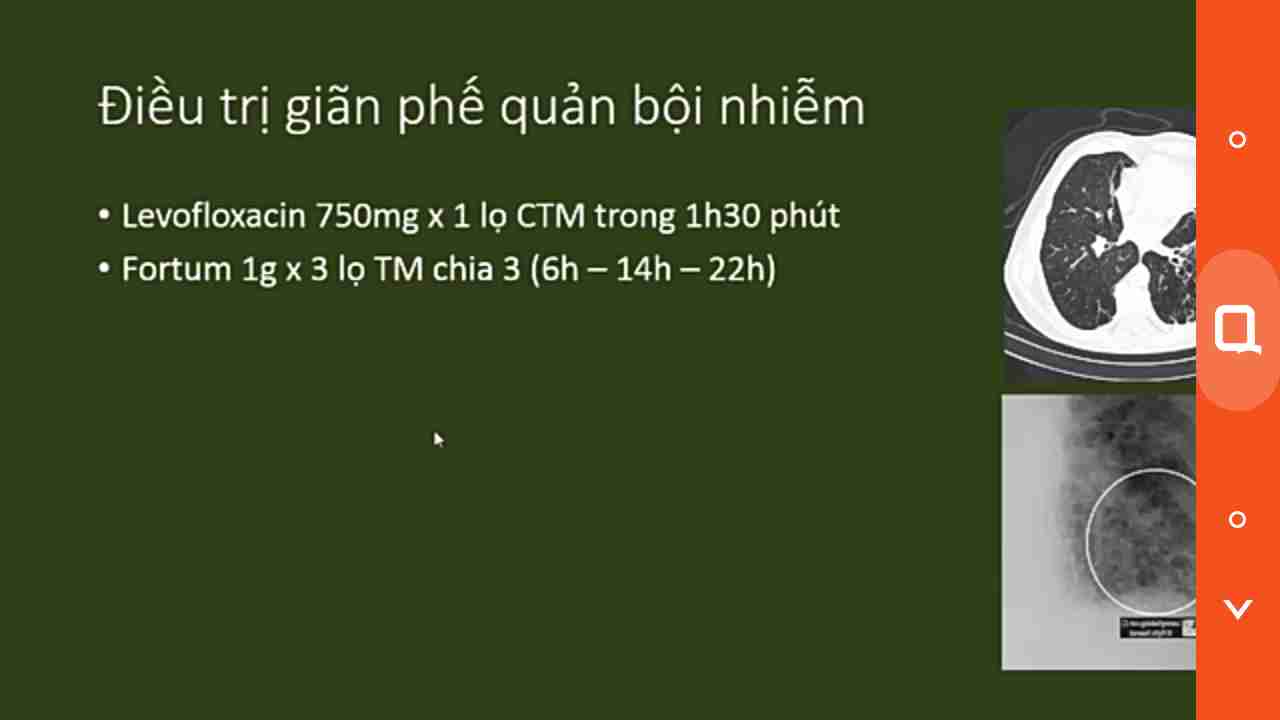 Điều trị giãn phế quản bội nhiễm
• Levofloxacin 750mg x 1 lọ CTM trong 1h30 phút
• Fortum 1g x 3 lọ TM chia 3 (6h – 14h – 22h)